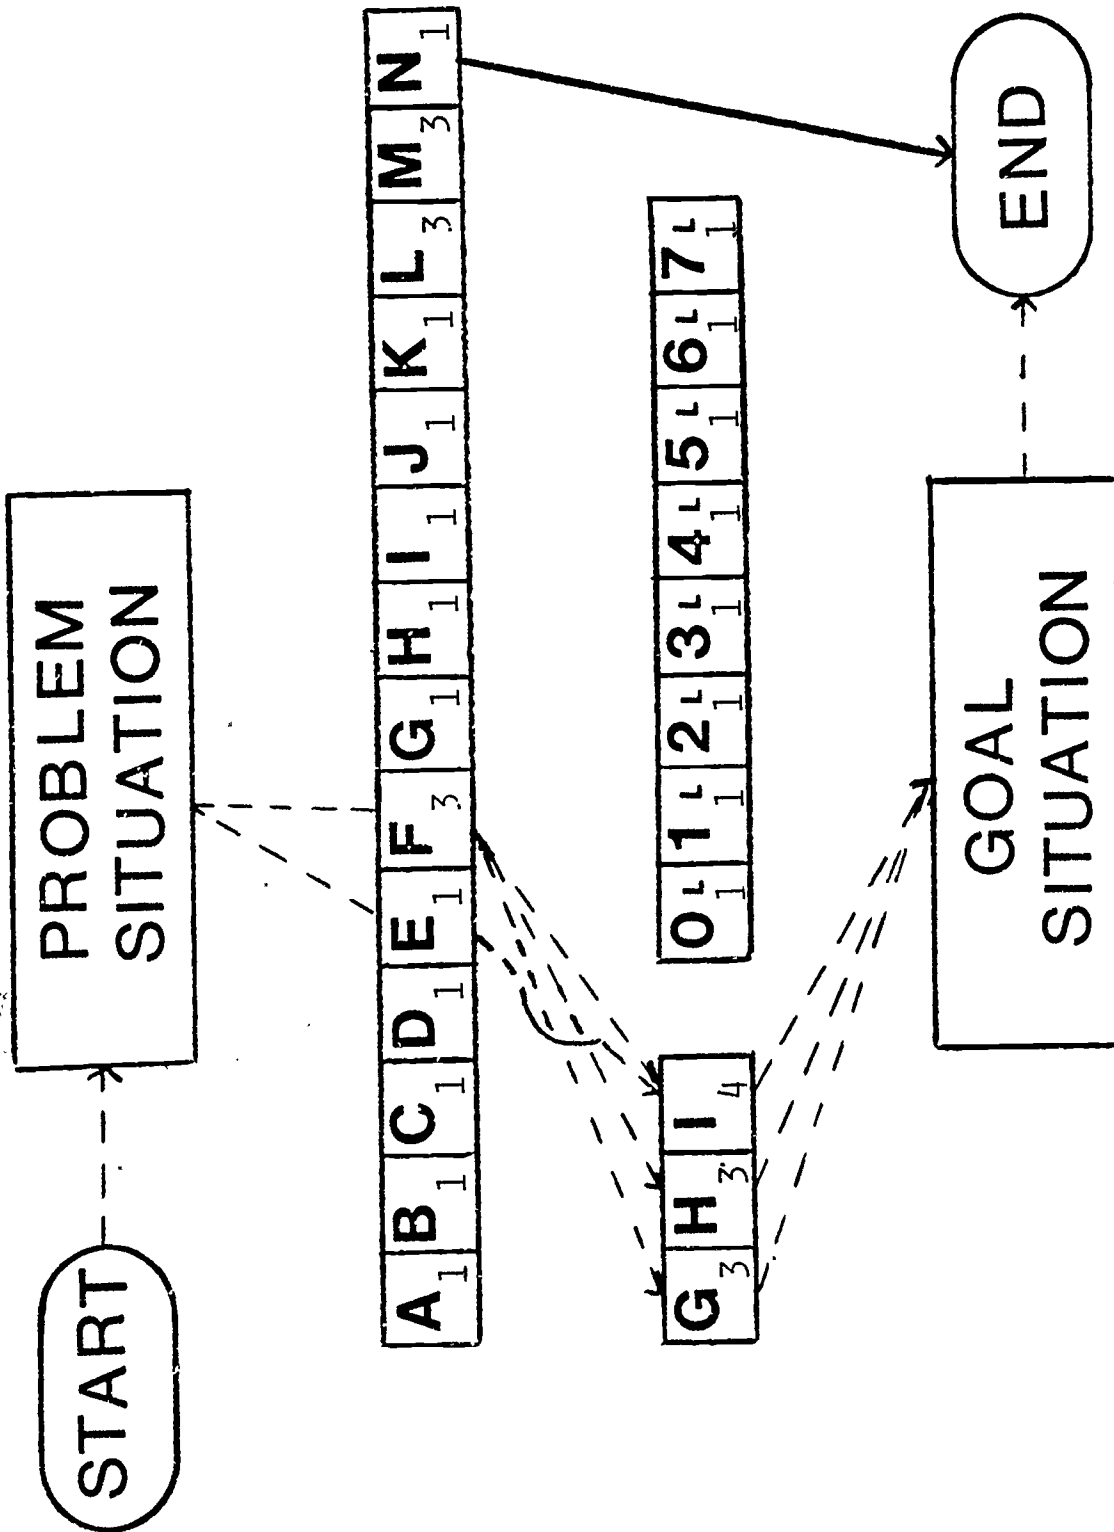 START
PROBLEM
SITUATION
A1 B1 C1 D1 E1 F3 G1 H1 I1 J1 K1 L3 M3 N1
G3 H3 I4
0L1 1L1 2L1 3L1 4L1 5L1 6L1 7L1
GOAL
SITUATION
END